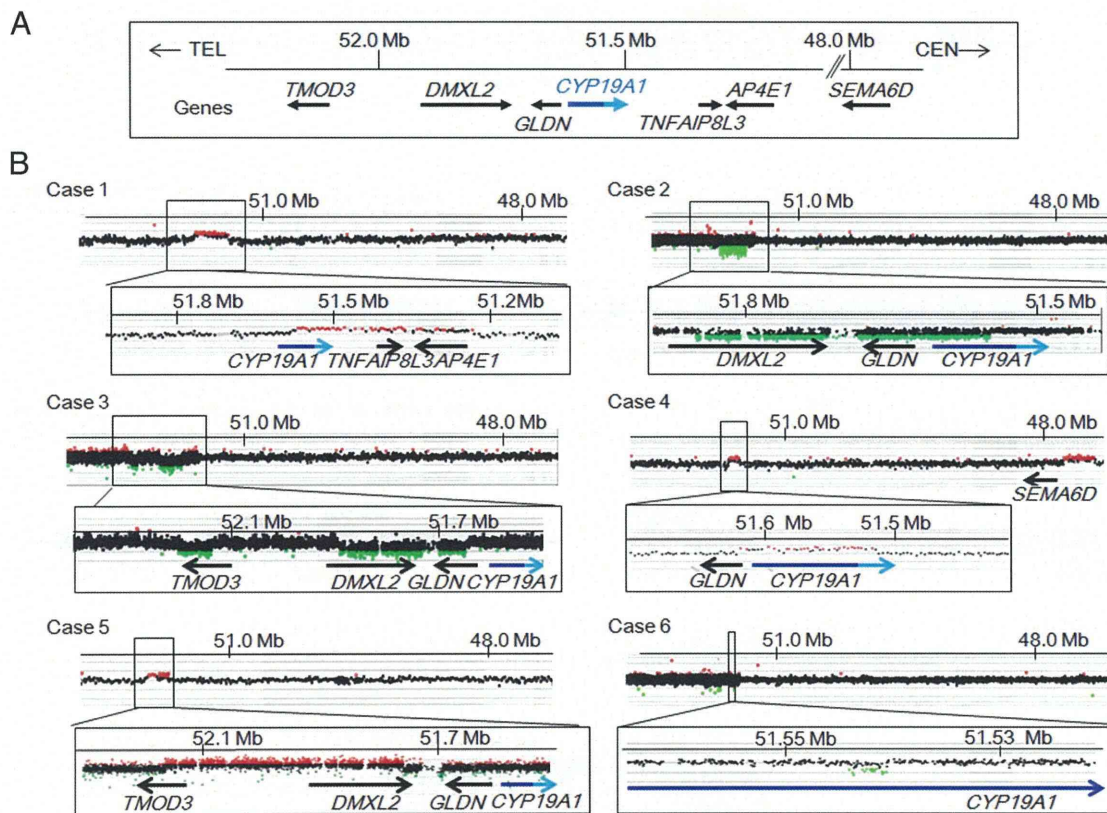 A
← TEL 52.0 Mb 51.5 Mb 48.0 Mb CEN→
Genes TMOD3 DMXL2 GLDN CYP19A1 TNFAIP8L3 AP4E1 SEMA6D
B
Case 1
51.0 Mb 48.0 Mb
51.8 Mb 51.5 Mb 51.2 Mb
CYP19A1 TNFAIP8L3 AP4E1
Case 2
51.0 Mb 48.0 Mb
51.8 Mb 51.5 Mb
DMXL2 GLDN CYP19A1
Case 3
51.0 Mb 48.0 Mb
52.1 Mb 51.7 Mb
TMOD3 DMXL2 GLDN CYP19A1
Case 4
51.0 Mb 48.0 Mb
SEMA6D
51.6 Mb 51.5 Mb
GLDN CYP19A1
Case 5
51.0 Mb 48.0 Mb
52.1 Mb 51.7 Mb
TMOD3 DMXL2 GLDN CYP19A1
Case 6
51.0 Mb 48.0 Mb
51.55 Mb 51.53 Mb
CYP19A1